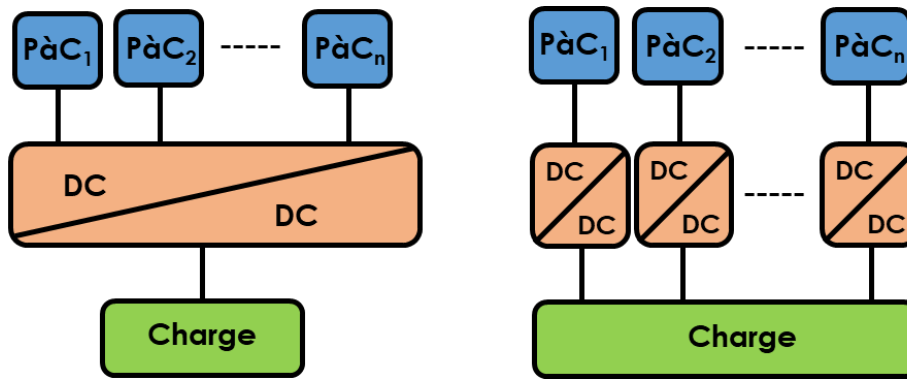 PàC₁ PàC₂ ----- PàCₙ
DC
DC
Charge
PàC₁ PàC₂ ----- PàCₙ
DC DC ----- DC
DC DC DC
Charge